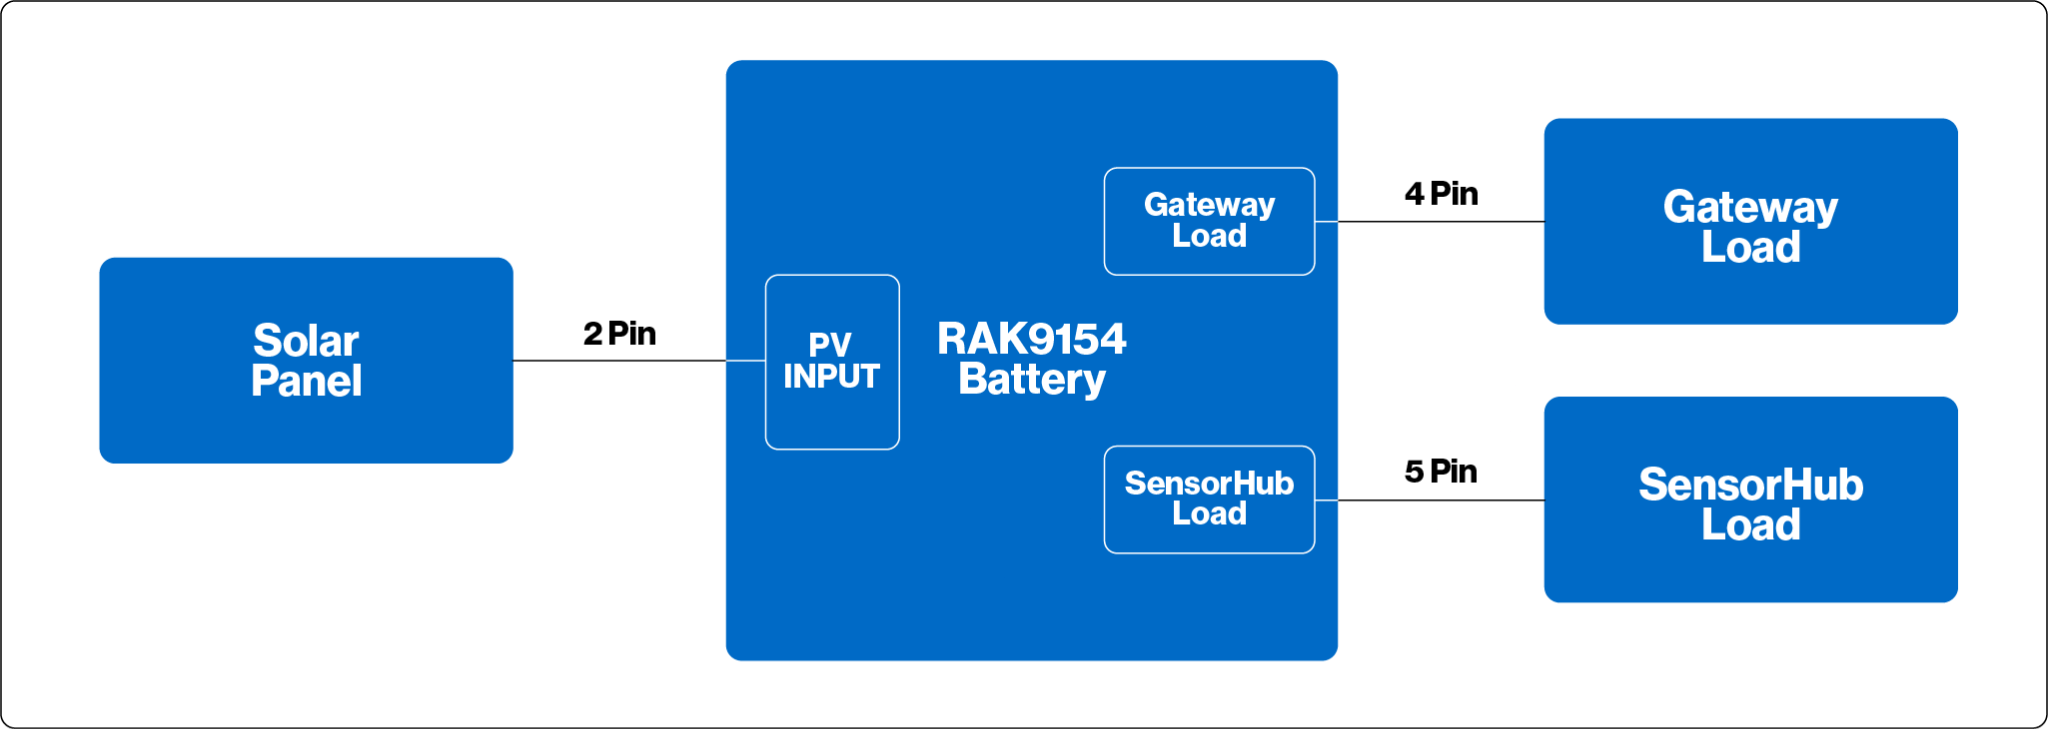 Solar
Panel
2 Pin
PV
INPUT
RAK9154
Battery
Gateway
Load
SensorHub
Load
4 Pin
Gateway
Load
5 Pin
SensorHub
Load